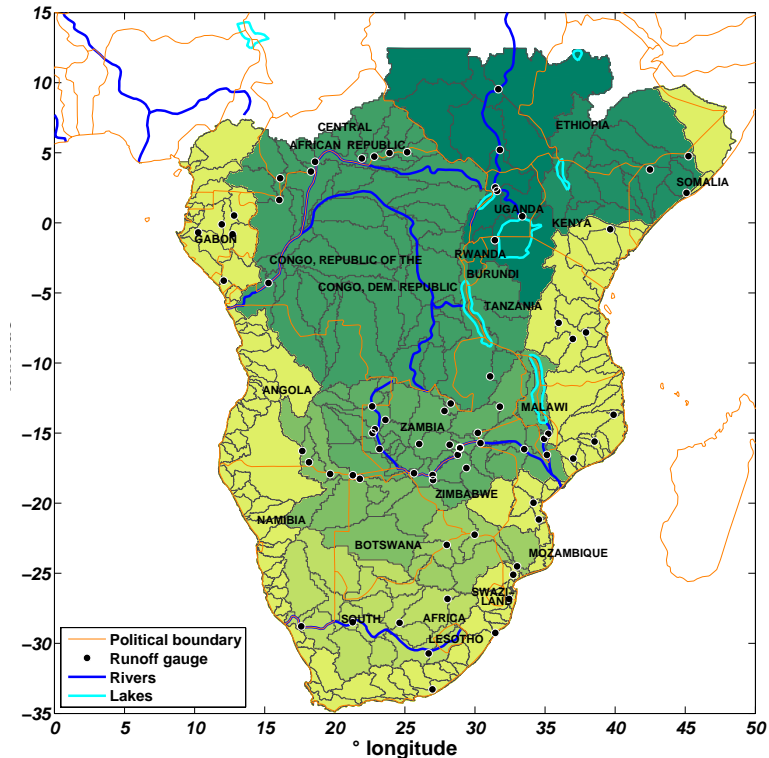 15
10
5
0
−5
−10
−15
−20
−25
−30
−35
0 5 10 15 20 25 30 35 40 45 50
° longitude
CENTRAL
AFRICAN REPUBLIC
ETHIOPIA
SOMALIA
UGANDA
KENYA
GABON
RWANDA
CONGO, REPUBLIC OF THE
BURUNDI
CONGO, DEM. REPUBLIC
TANZANIA
ANGOLA
MALAWI
ZAMBIA
ZIMBABWE
NAMIBIA
BOTSWANA
MOZAMBIQUE
SWAZI−
LAND
SOUTH AFRICA
LESOTHO
Political boundary
Runoff gauge
Rivers
Lakes